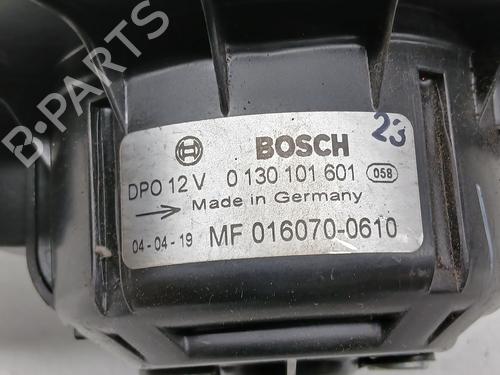 B-PARTS
23
BOSCH
DPO 12 V 0 130 101 601 058
Made in Germany
04-04-19 MF 016070-0610